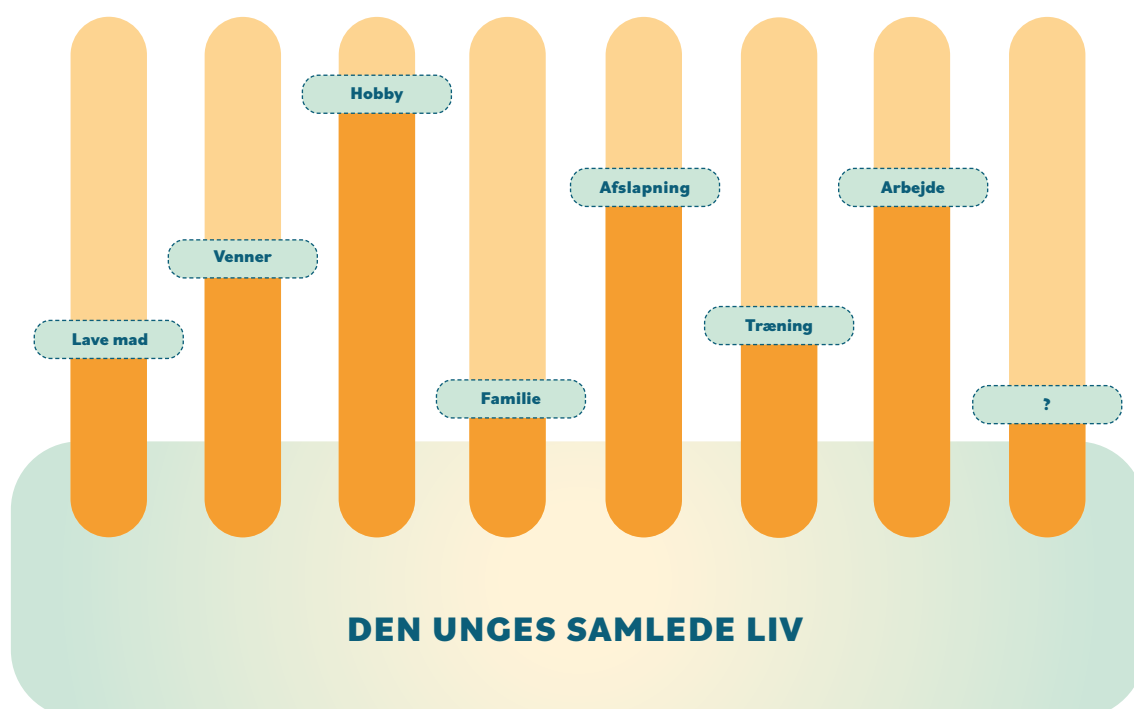 Lave mad
Venner
Hobby
Familie
Afslapning
Træning
Arbejde
?
DEN UNGES SAMLEDE LIV